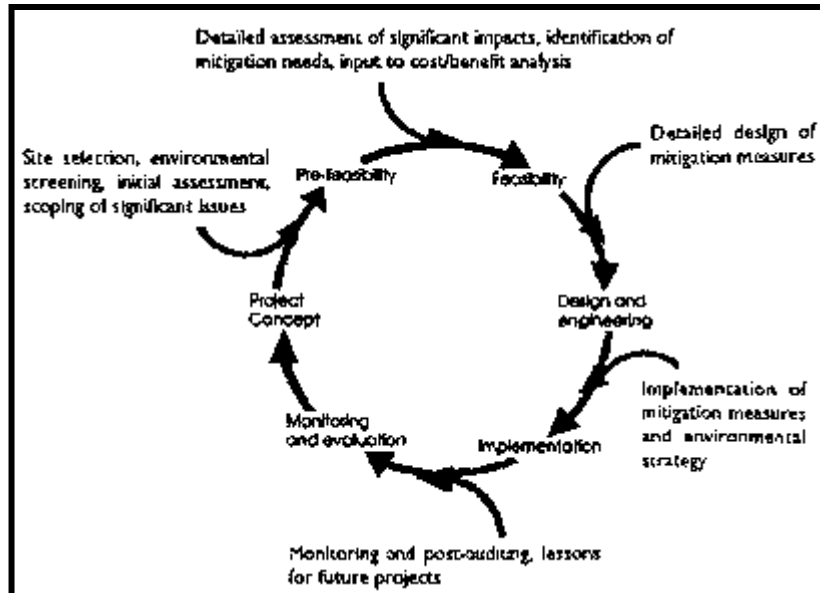 Detailed assessment of significant impacts, identification of
mitigation needs, input to cost/benefit analysis
Site selection, environmental
screening, initial assessment,
scoping of significant issues
Pre-feasibility
Feasibility
Detailed design of
mitigation measures
Project
Concept
Design and
engineering
Monitoring
and evaluation
Implementation
Implementation of
mitigation measures
and environmental
strategy
Monitoring and post-auditing, lessons
for future projects